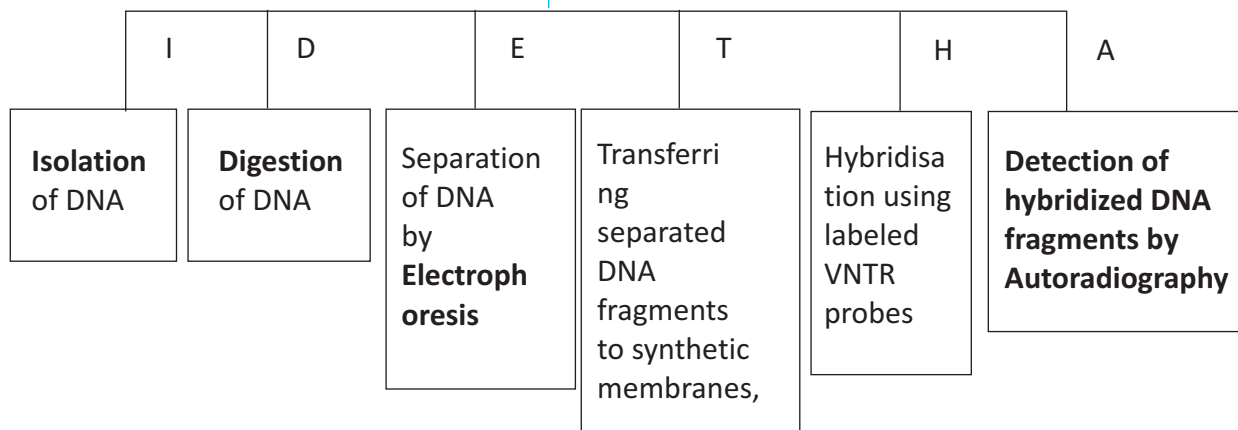 I
D
E
T
H
A
Isolation
of DNA
Digestion
of DNA
Separation
of DNA
by
Electroph
oresis
Transferri
ng
separated
DNA
fragments
to synthetic
membranes,
Hybridisa
tion using
labeled
VNTR
probes
Detection of
hybridized DNA
fragments by
Autoradiography